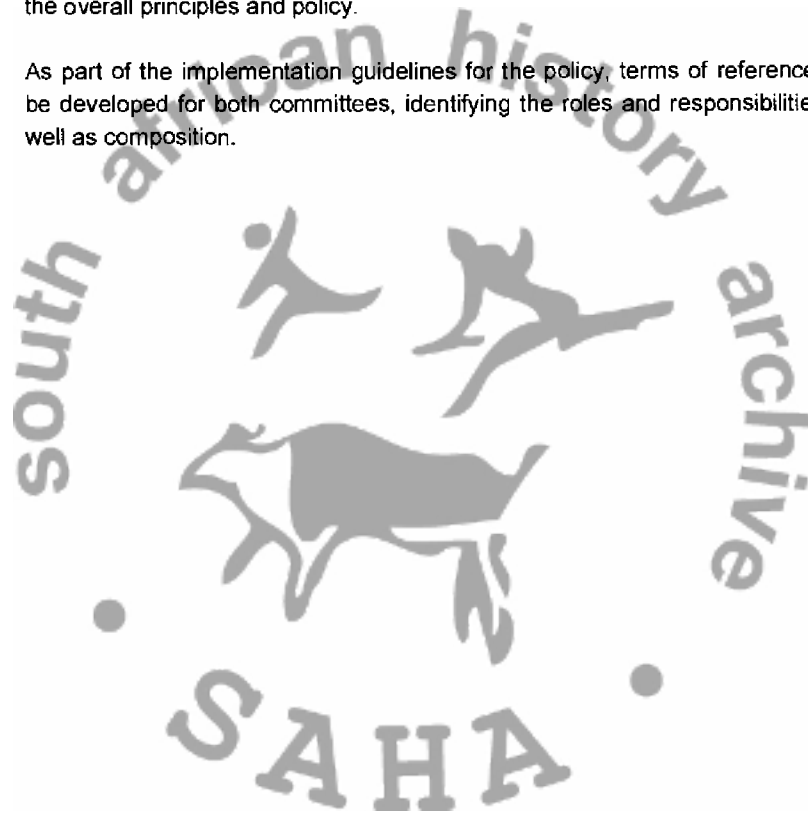 the overall principles and policy.
As part of the implementation guidelines for the policy, terms of reference
be developed for both committees, identifying the roles and responsibilitie
well as composition.
south african history archive
SAHA